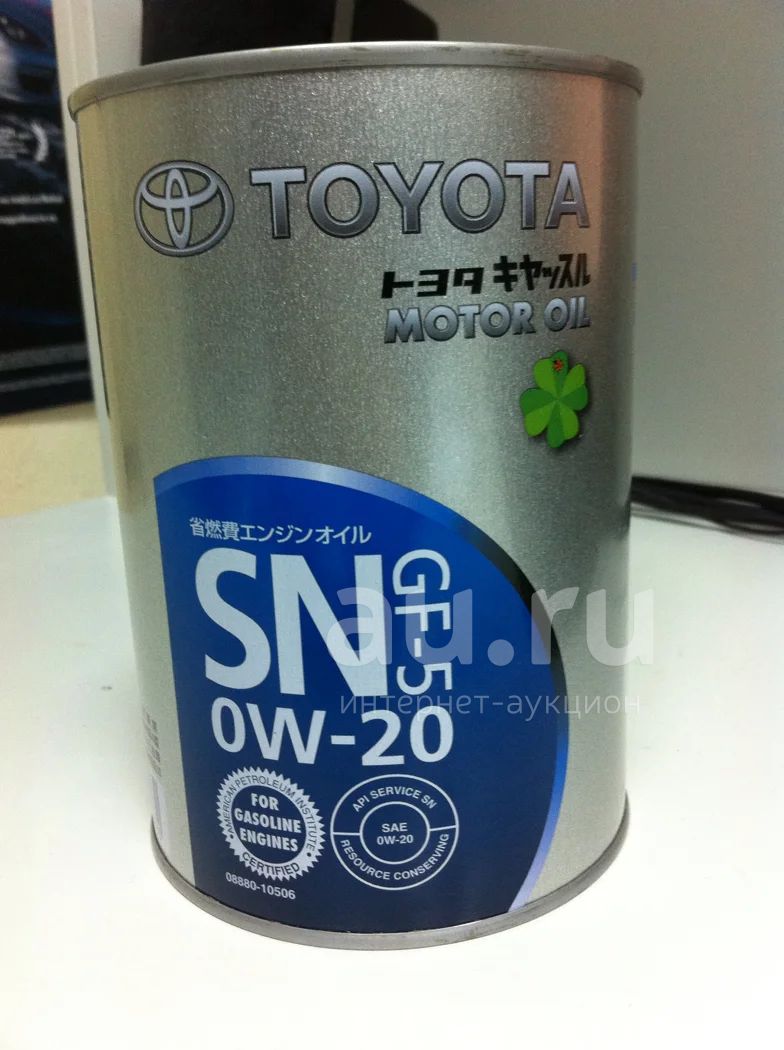 TOYOTA
トヨタ キャッスル
MOTOR OIL
省燃費エンジンオイル
SN GF-5
0W-20
AMERICAN PETROLEUM INSTITUTE
FOR
GASOLINE
ENGINES
CERTIFIED
API SERVICE SN
SAE
0W-20
RESOURCE CONSERVING
08880-10506
au.ru
интернет-аукцион